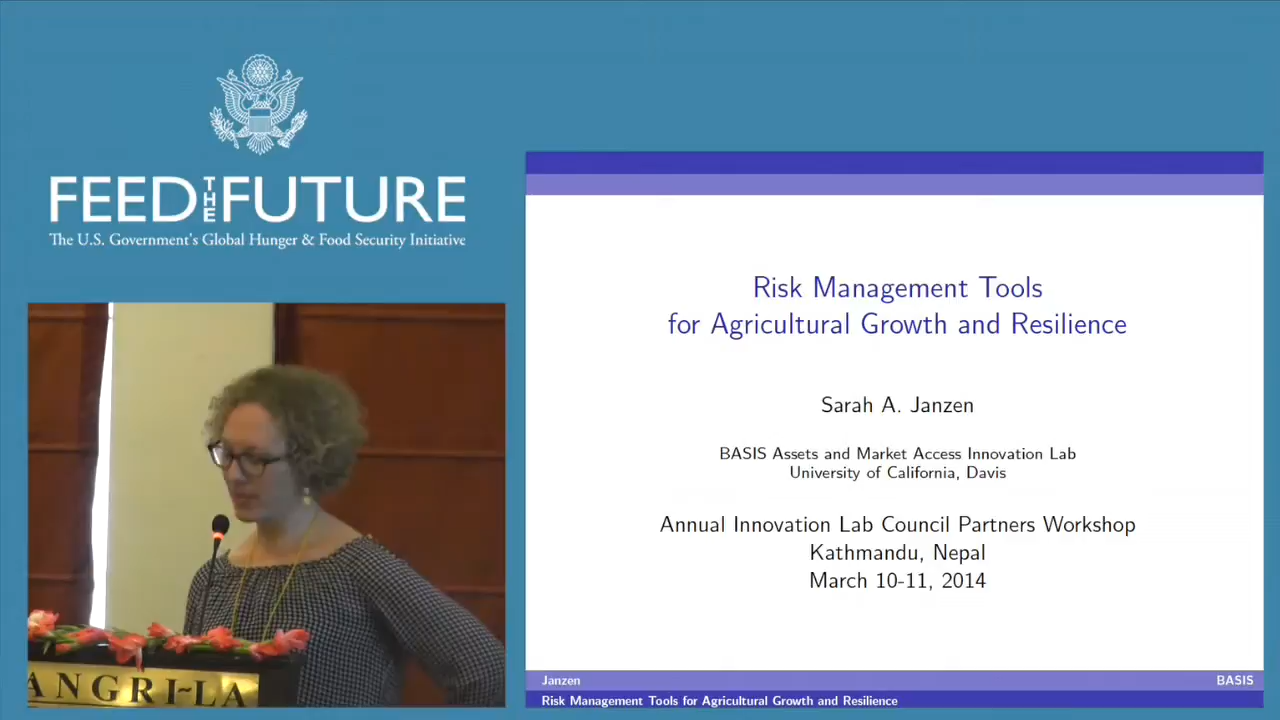 FEED THE FUTURE
The U.S. Government's Global Hunger & Food Security Initiative
ANGRI~LA
Risk Management Tools
for Agricultural Growth and Resilience
Sarah A. Janzen
BASIS Assets and Market Access Innovation Lab
University of California, Davis
Annual Innovation Lab Council Partners Workshop
Kathmandu, Nepal
March 10-11, 2014
Janzen
BASIS
Risk Management Tools for Agricultural Growth and Resilience